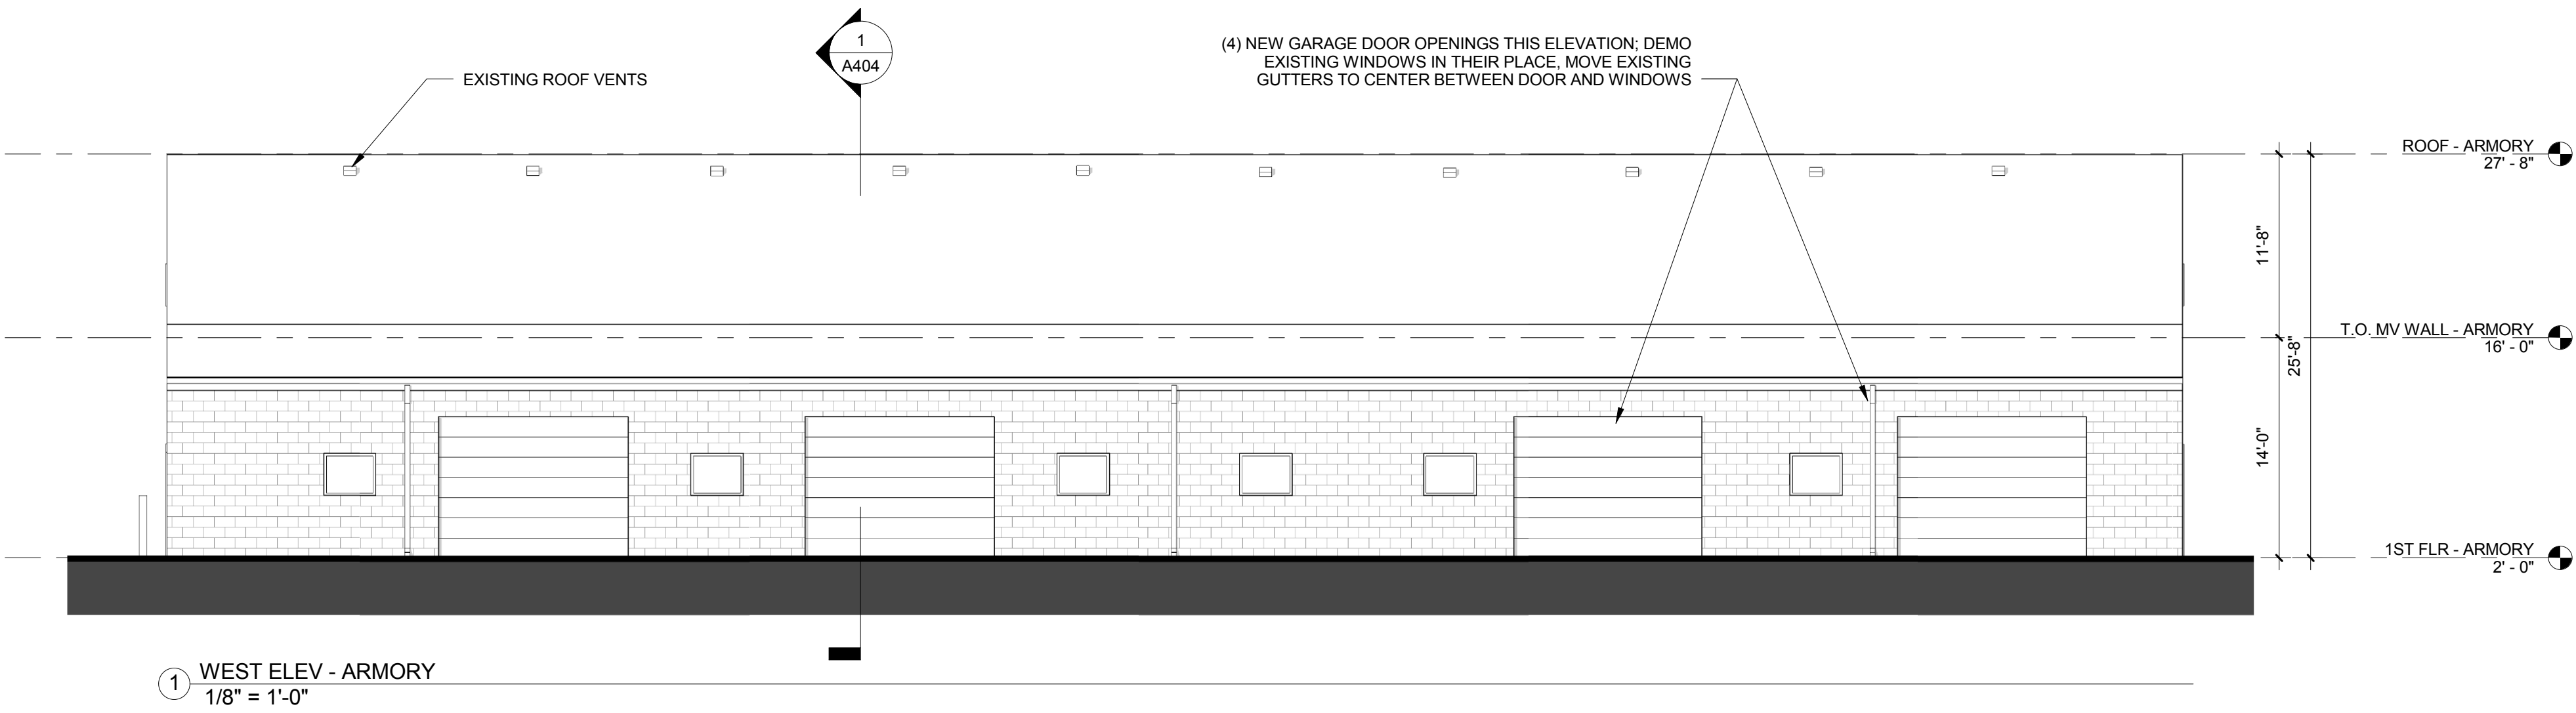 1
A404
(4) NEW GARAGE DOOR OPENINGS THIS ELEVATION; DEMO
EXISTING WINDOWS IN THEIR PLACE, MOVE EXISTING
GUTTERS TO CENTER BETWEEN DOOR AND WINDOWS
EXISTING ROOF VENTS
ROOF - ARMORY
27' - 8"
11'-8"
T.O. MV WALL - ARMORY
16' - 0"
25'-8"
14'-0"
1ST FLR - ARMORY
2' - 0"
1
WEST ELEV - ARMORY
1/8" = 1'-0"